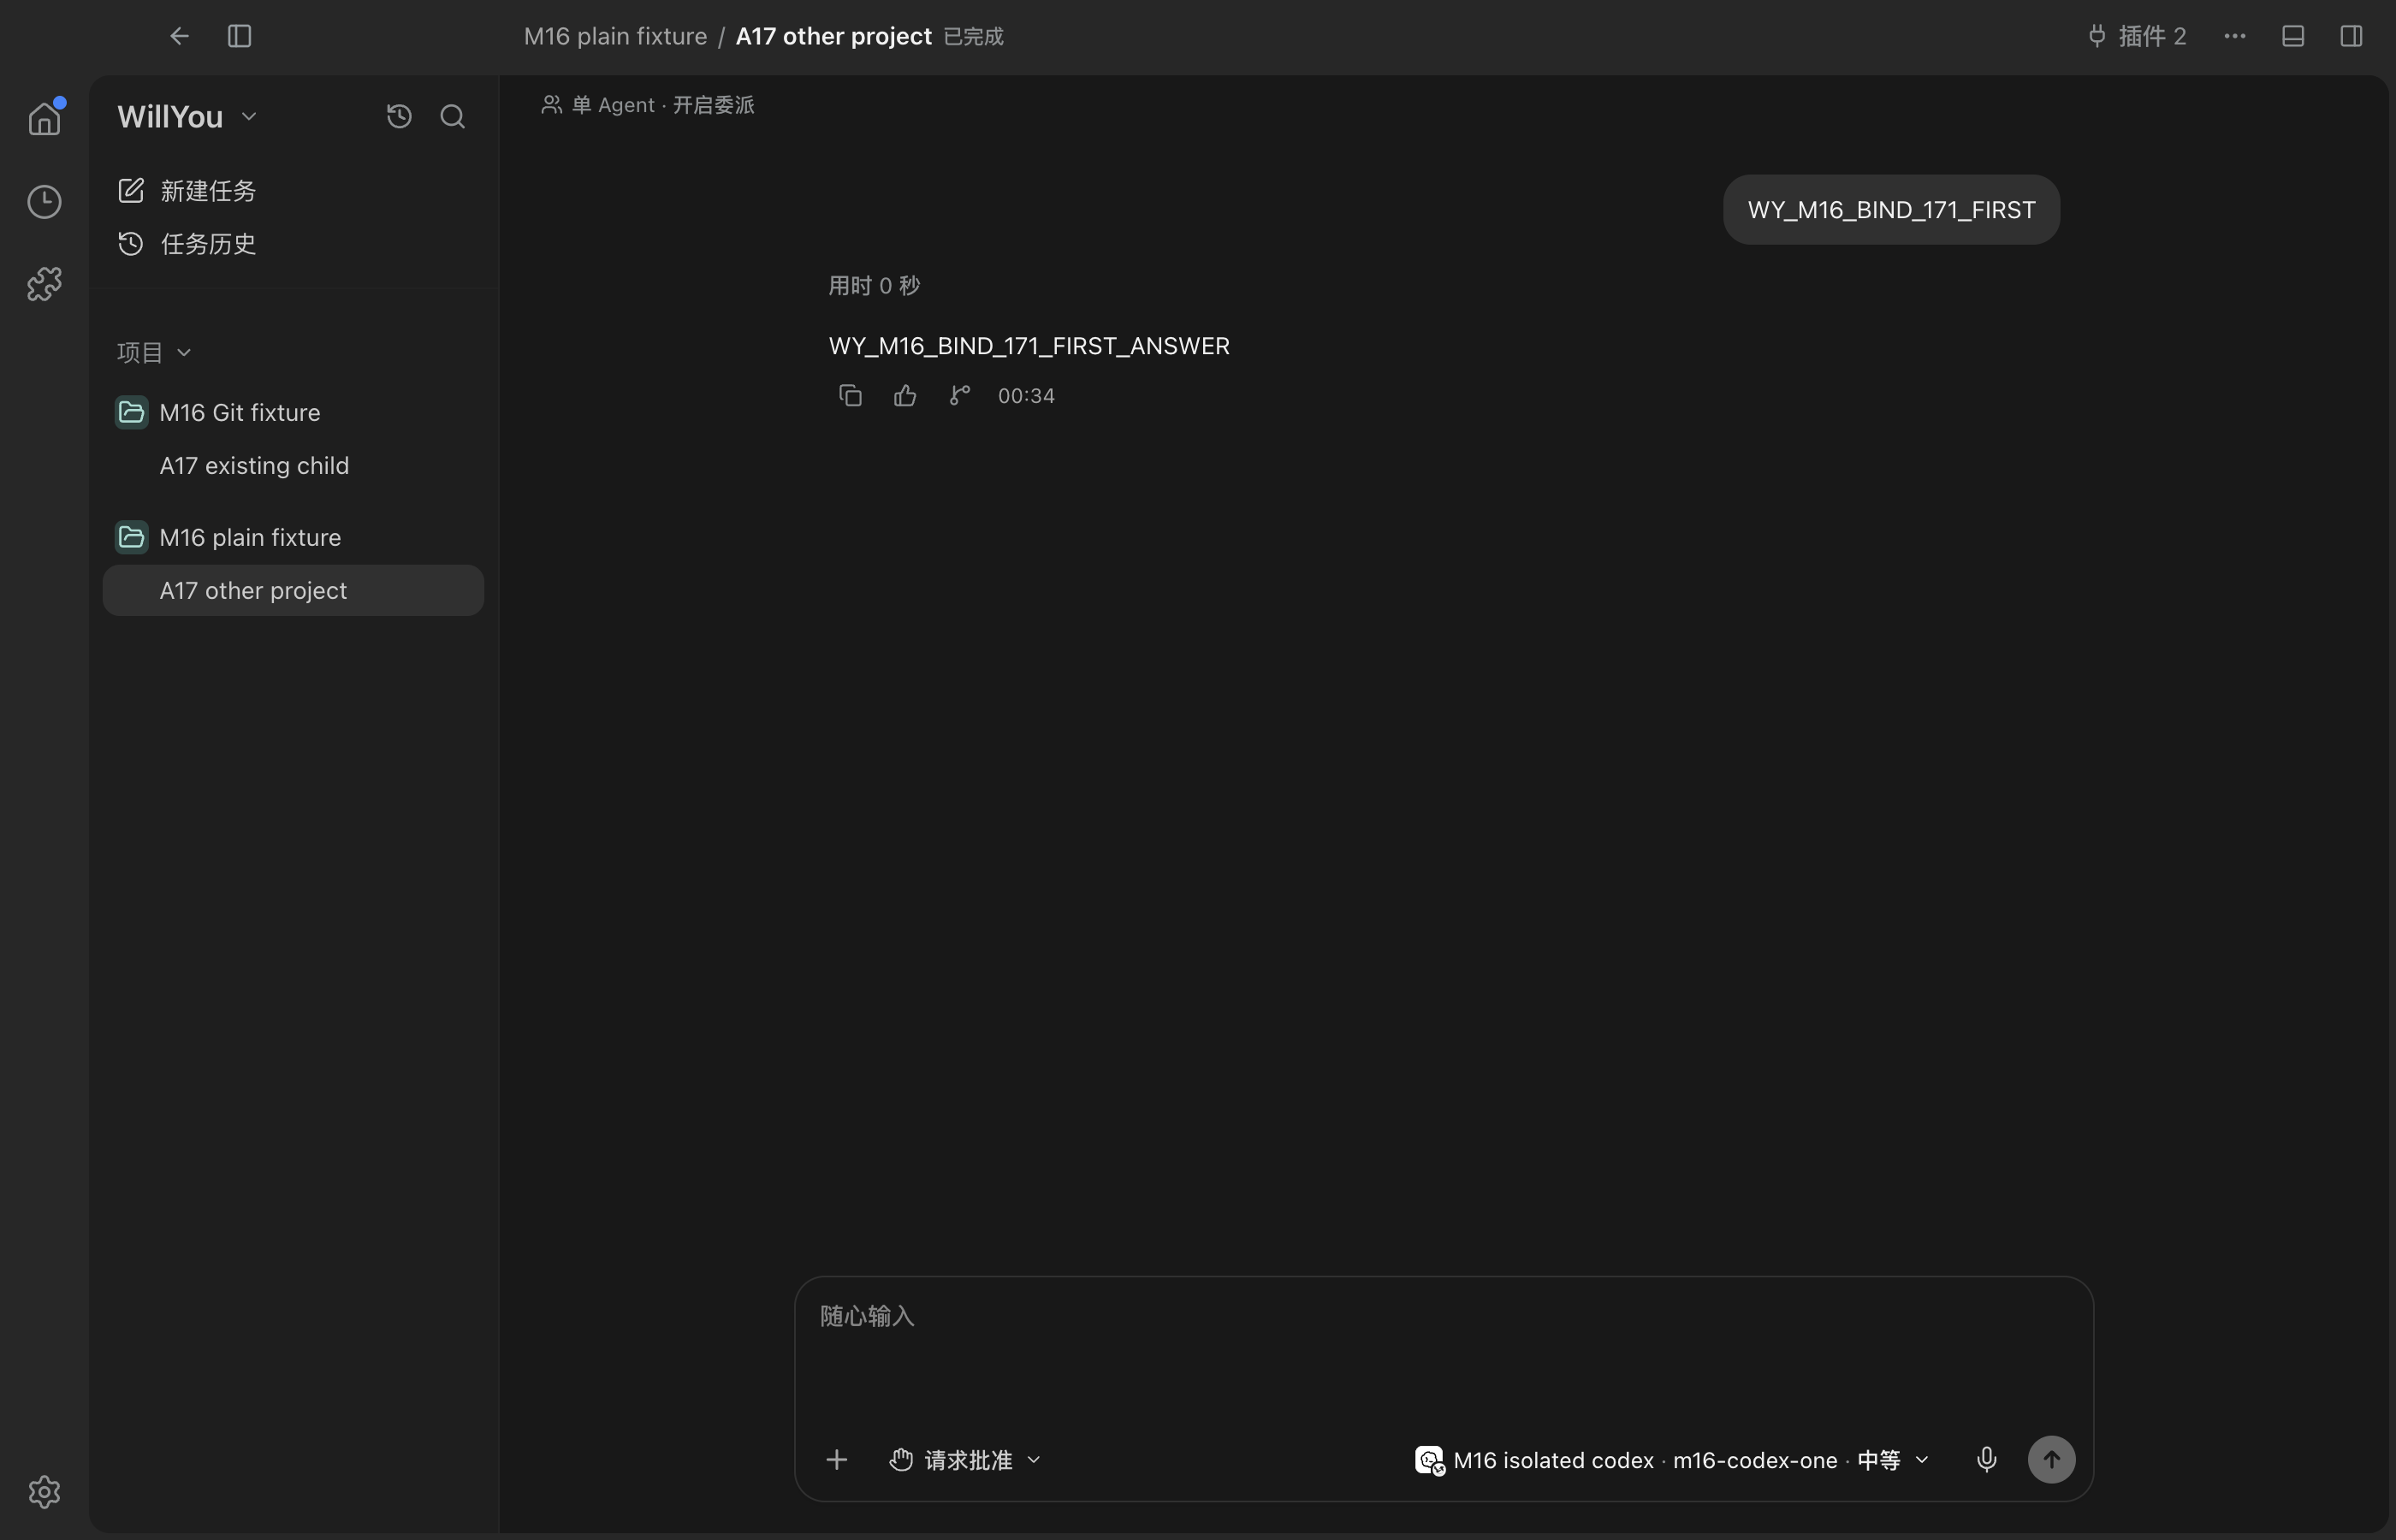 M16 plain fixture / A17 other project 已完成
插件 2
WillYou
新建任务
任务历史
项目
M16 Git fixture
A17 existing child
M16 plain fixture
A17 other project
单 Agent · 开启委派
WY_M16_BIND_171_FIRST
用时 0 秒
WY_M16_BIND_171_FIRST_ANSWER
00:34
随心输入
请求批准
M16 isolated codex · m16-codex-one · 中等